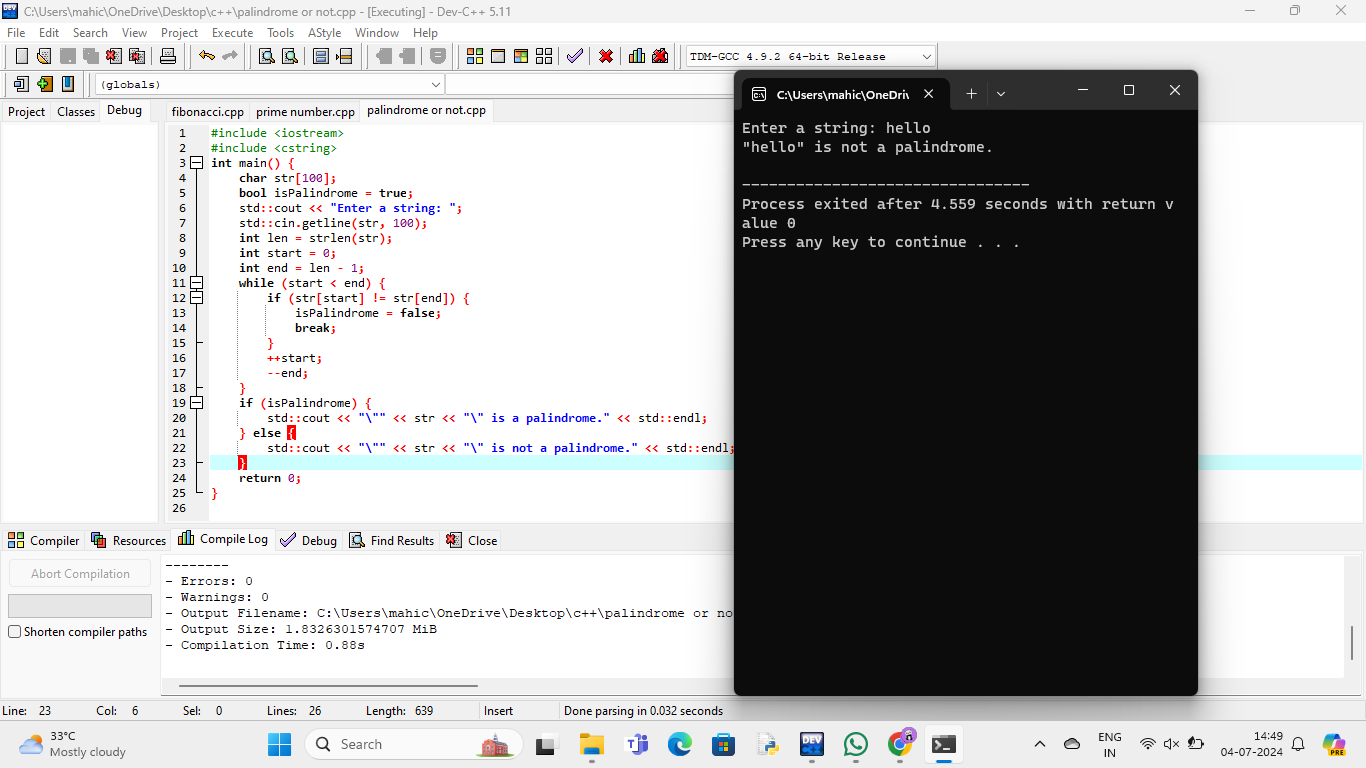 C:\Users\mahic\OneDrive\Desktop\c++\palindrome or not.cpp - [Executing] - Dev-C++ 5.11
File Edit Search View Project Execute Tools AStyle Window Help
TDM-GCC 4.9.2 64-bit Release
(globals)
Project Classes Debug
fibonacci.cpp prime number.cpp palindrome or not.cpp
1 #include <iostream>
2 #include <cstring>
3 int main() {
4 char str[100];
5 bool isPalindrome = true;
6 std::cout << "Enter a string: ";
7 std::cin.getline(str, 100);
8 int len = strlen(str);
9 int start = 0;
10 int end = len - 1;
11 while (start < end) {
12 if (str[start] != str[end]) {
13 isPalindrome = false;
14 break;
15 }
16 ++start;
17 --end;
18 }
19 if (isPalindrome) {
20 std::cout << "\"" << str << "\" is a palindrome." << std::endl;
21 } else {
22 std::cout << "\"" << str << "\" is not a palindrome." << std::endl;
23 }
24 return 0;
25 }
26
C:\Users\mahic\OneDri
Enter a string: hello
"hello" is not a palindrome.
--------------------------------
Process exited after 4.559 seconds with return v
alue 0
Press any key to continue . . .
Compiler Resources Compile Log Debug Find Results Close
Abort Compilation
Shorten compiler paths
--------
- Errors: 0
- Warnings: 0
- Output Filename: C:\Users\mahic\OneDrive\Desktop\c++\palindrome or no
- Output Size: 1.8326301574707 MiB
- Compilation Time: 0.88s
Line: 23 Col: 6 Sel: 0 Lines: 26 Length: 639 Insert Done parsing in 0.032 seconds
33°C
Mostly cloudy
Search
DEV
ENG
IN
14:49
04-07-2024
PRE